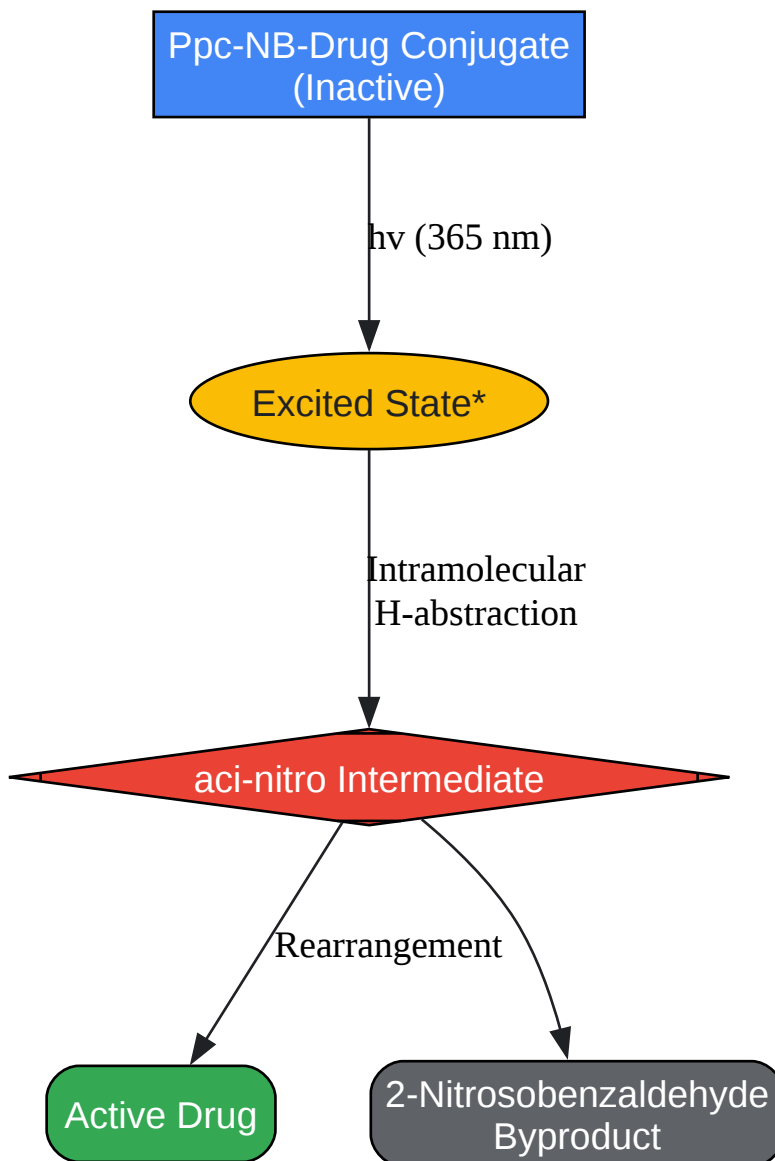 Ppc-NB-Drug Conjugate
(Inactive)
hv (365 nm)
Excited State*
Intramolecular
H-abstraction
aci-nitro Intermediate
Rearrangement
Active Drug
2-Nitrosobenzaldehyde
Byproduct